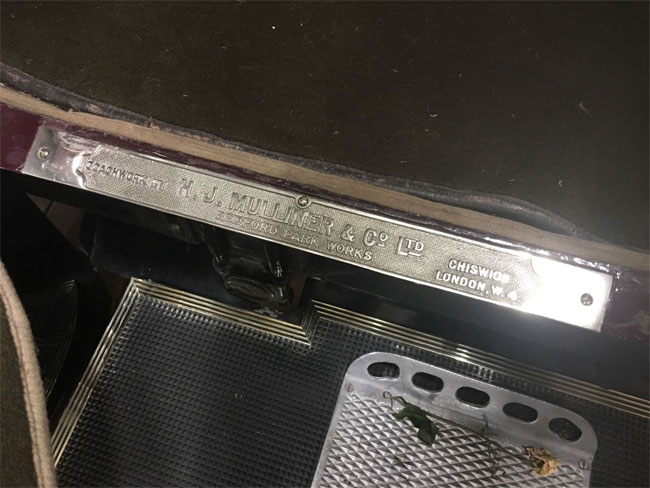 COACHWORK BY
H. J. MULLINER & Co LTD
BEDFORD PARK WORKS
CHISWICK
LONDON, W.4.